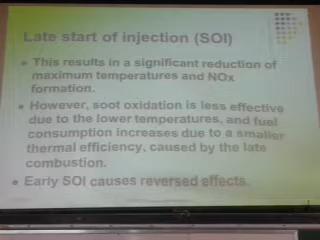 Late start of injection (SOI)
• This results in a significant reduction of
maximum temperatures and NOx
formation.
• However, soot oxidation is less effective
due to the lower temperatures, and fuel
consumption increases due to a smaller
thermal efficiency, caused by the late
combustion.
• Early SOI causes reversed effects.